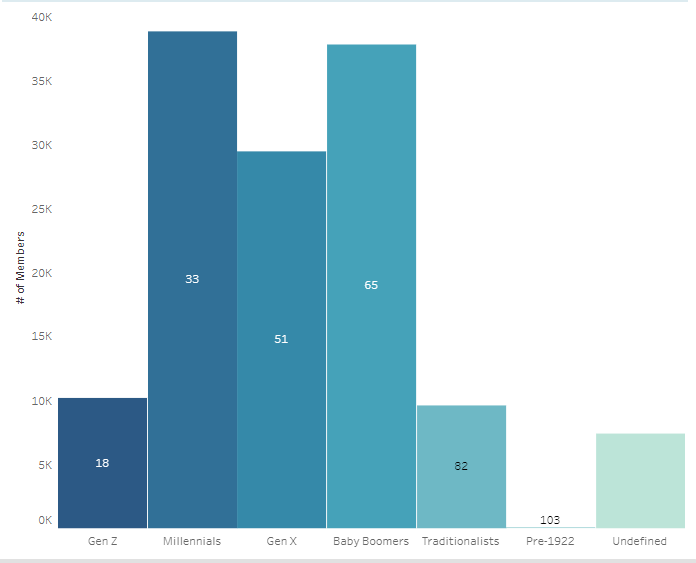 40K
35K
30K
25K
20K
15K
10K
5K
0K
# of Members
33
65
51
18
82
103
Gen Z
Millennials
Gen X
Baby Boomers
Traditionalists
Pre-1922
Undefined